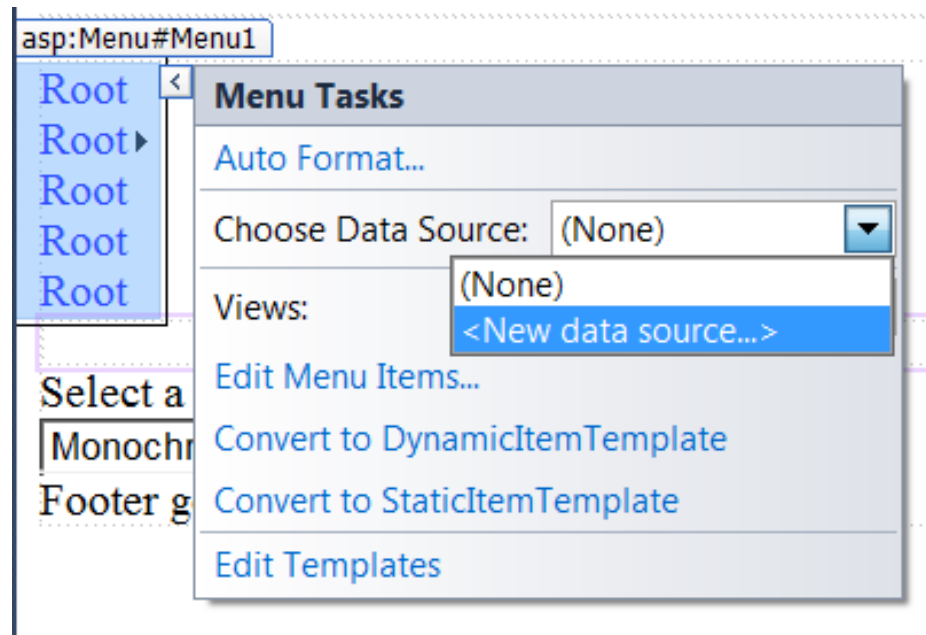 asp:Menu#Menu1
Root
Root
Root
Root
Root
Menu Tasks
Auto Format...
Choose Data Source: (None)
(None)
<New data source...>
Views:
Edit Menu Items...
Convert to DynamicItemTemplate
Convert to StaticItemTemplate
Edit Templates
Select a
Monochr
Footer g